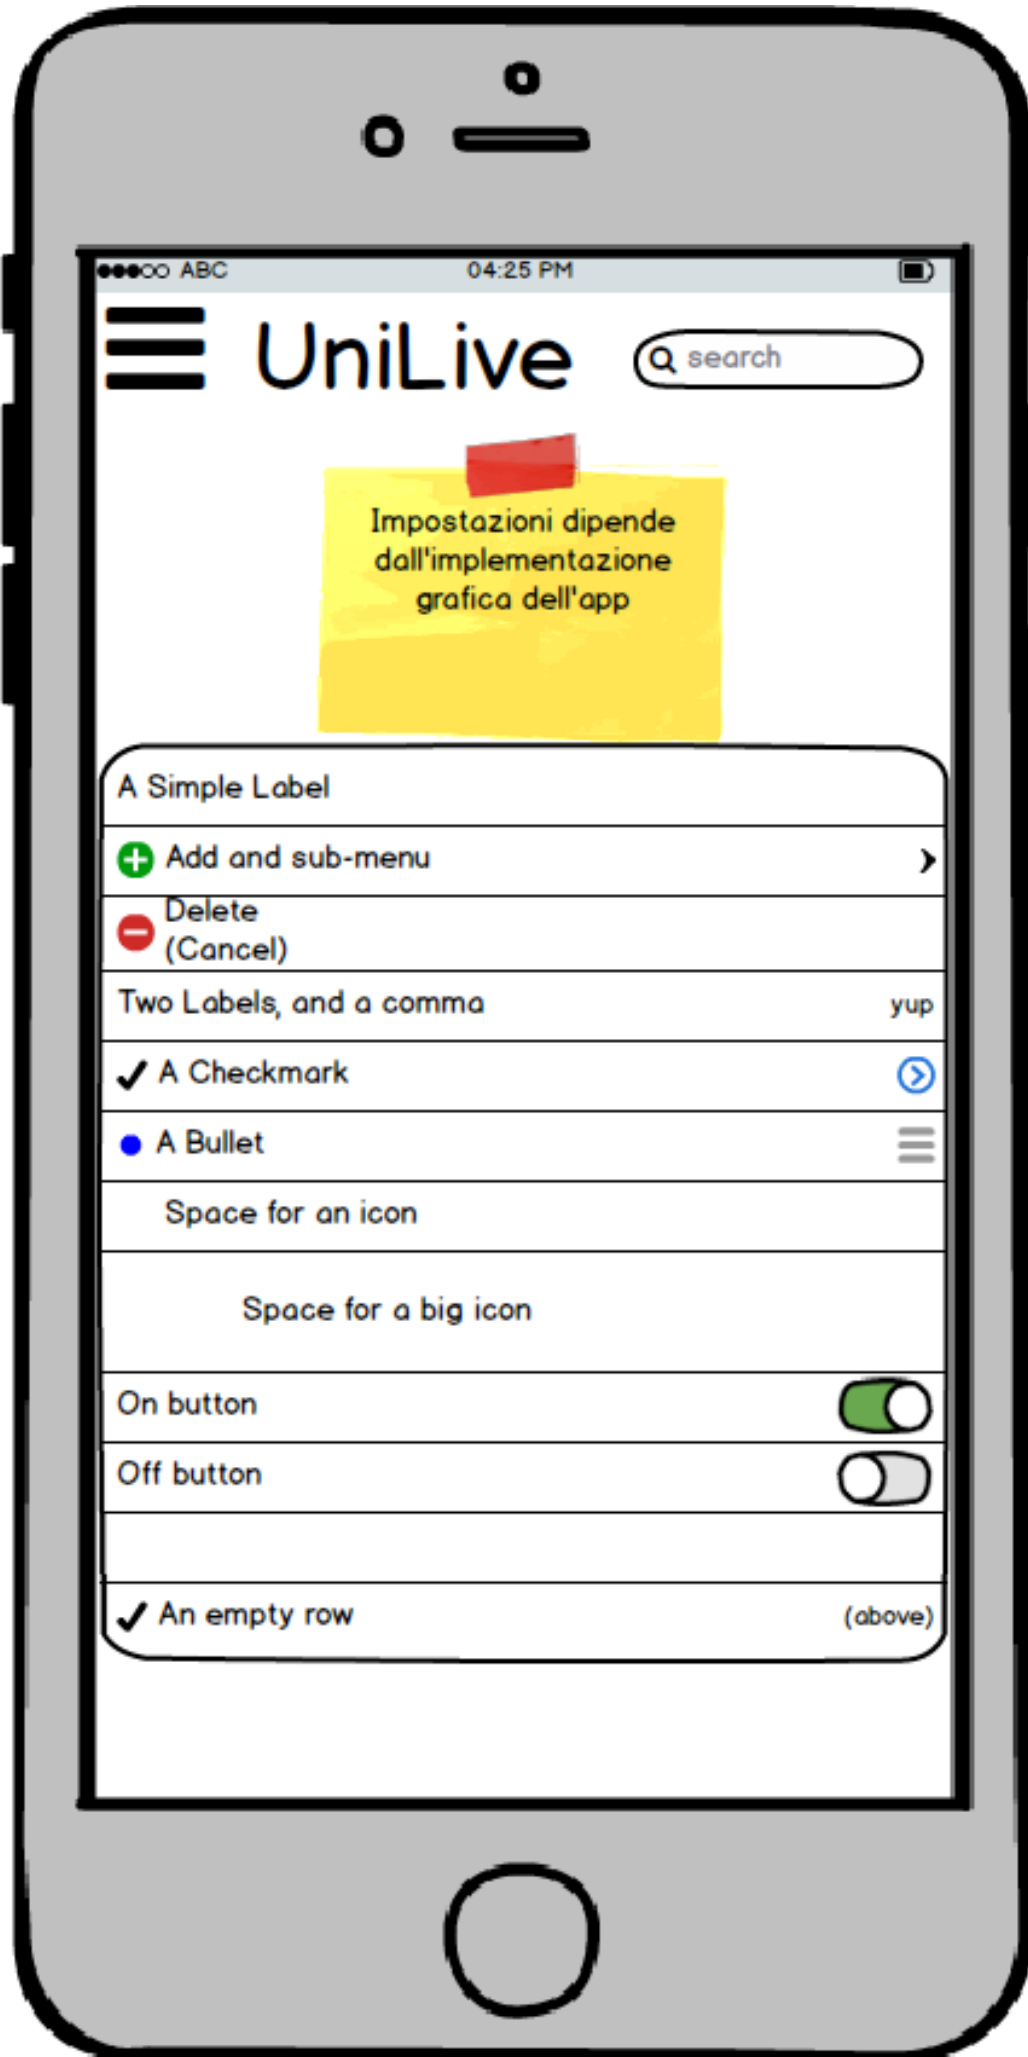 ABC 04:25 PM
UniLive
search
Impostazioni dipende
dall'implementazione
grafica dell'app
A Simple Label
Add and sub-menu
Delete
(Cancel)
Two Labels, and a comma yup
A Checkmark
A Bullet
Space for an icon
Space for a big icon
On button
Off button
An empty row (above)